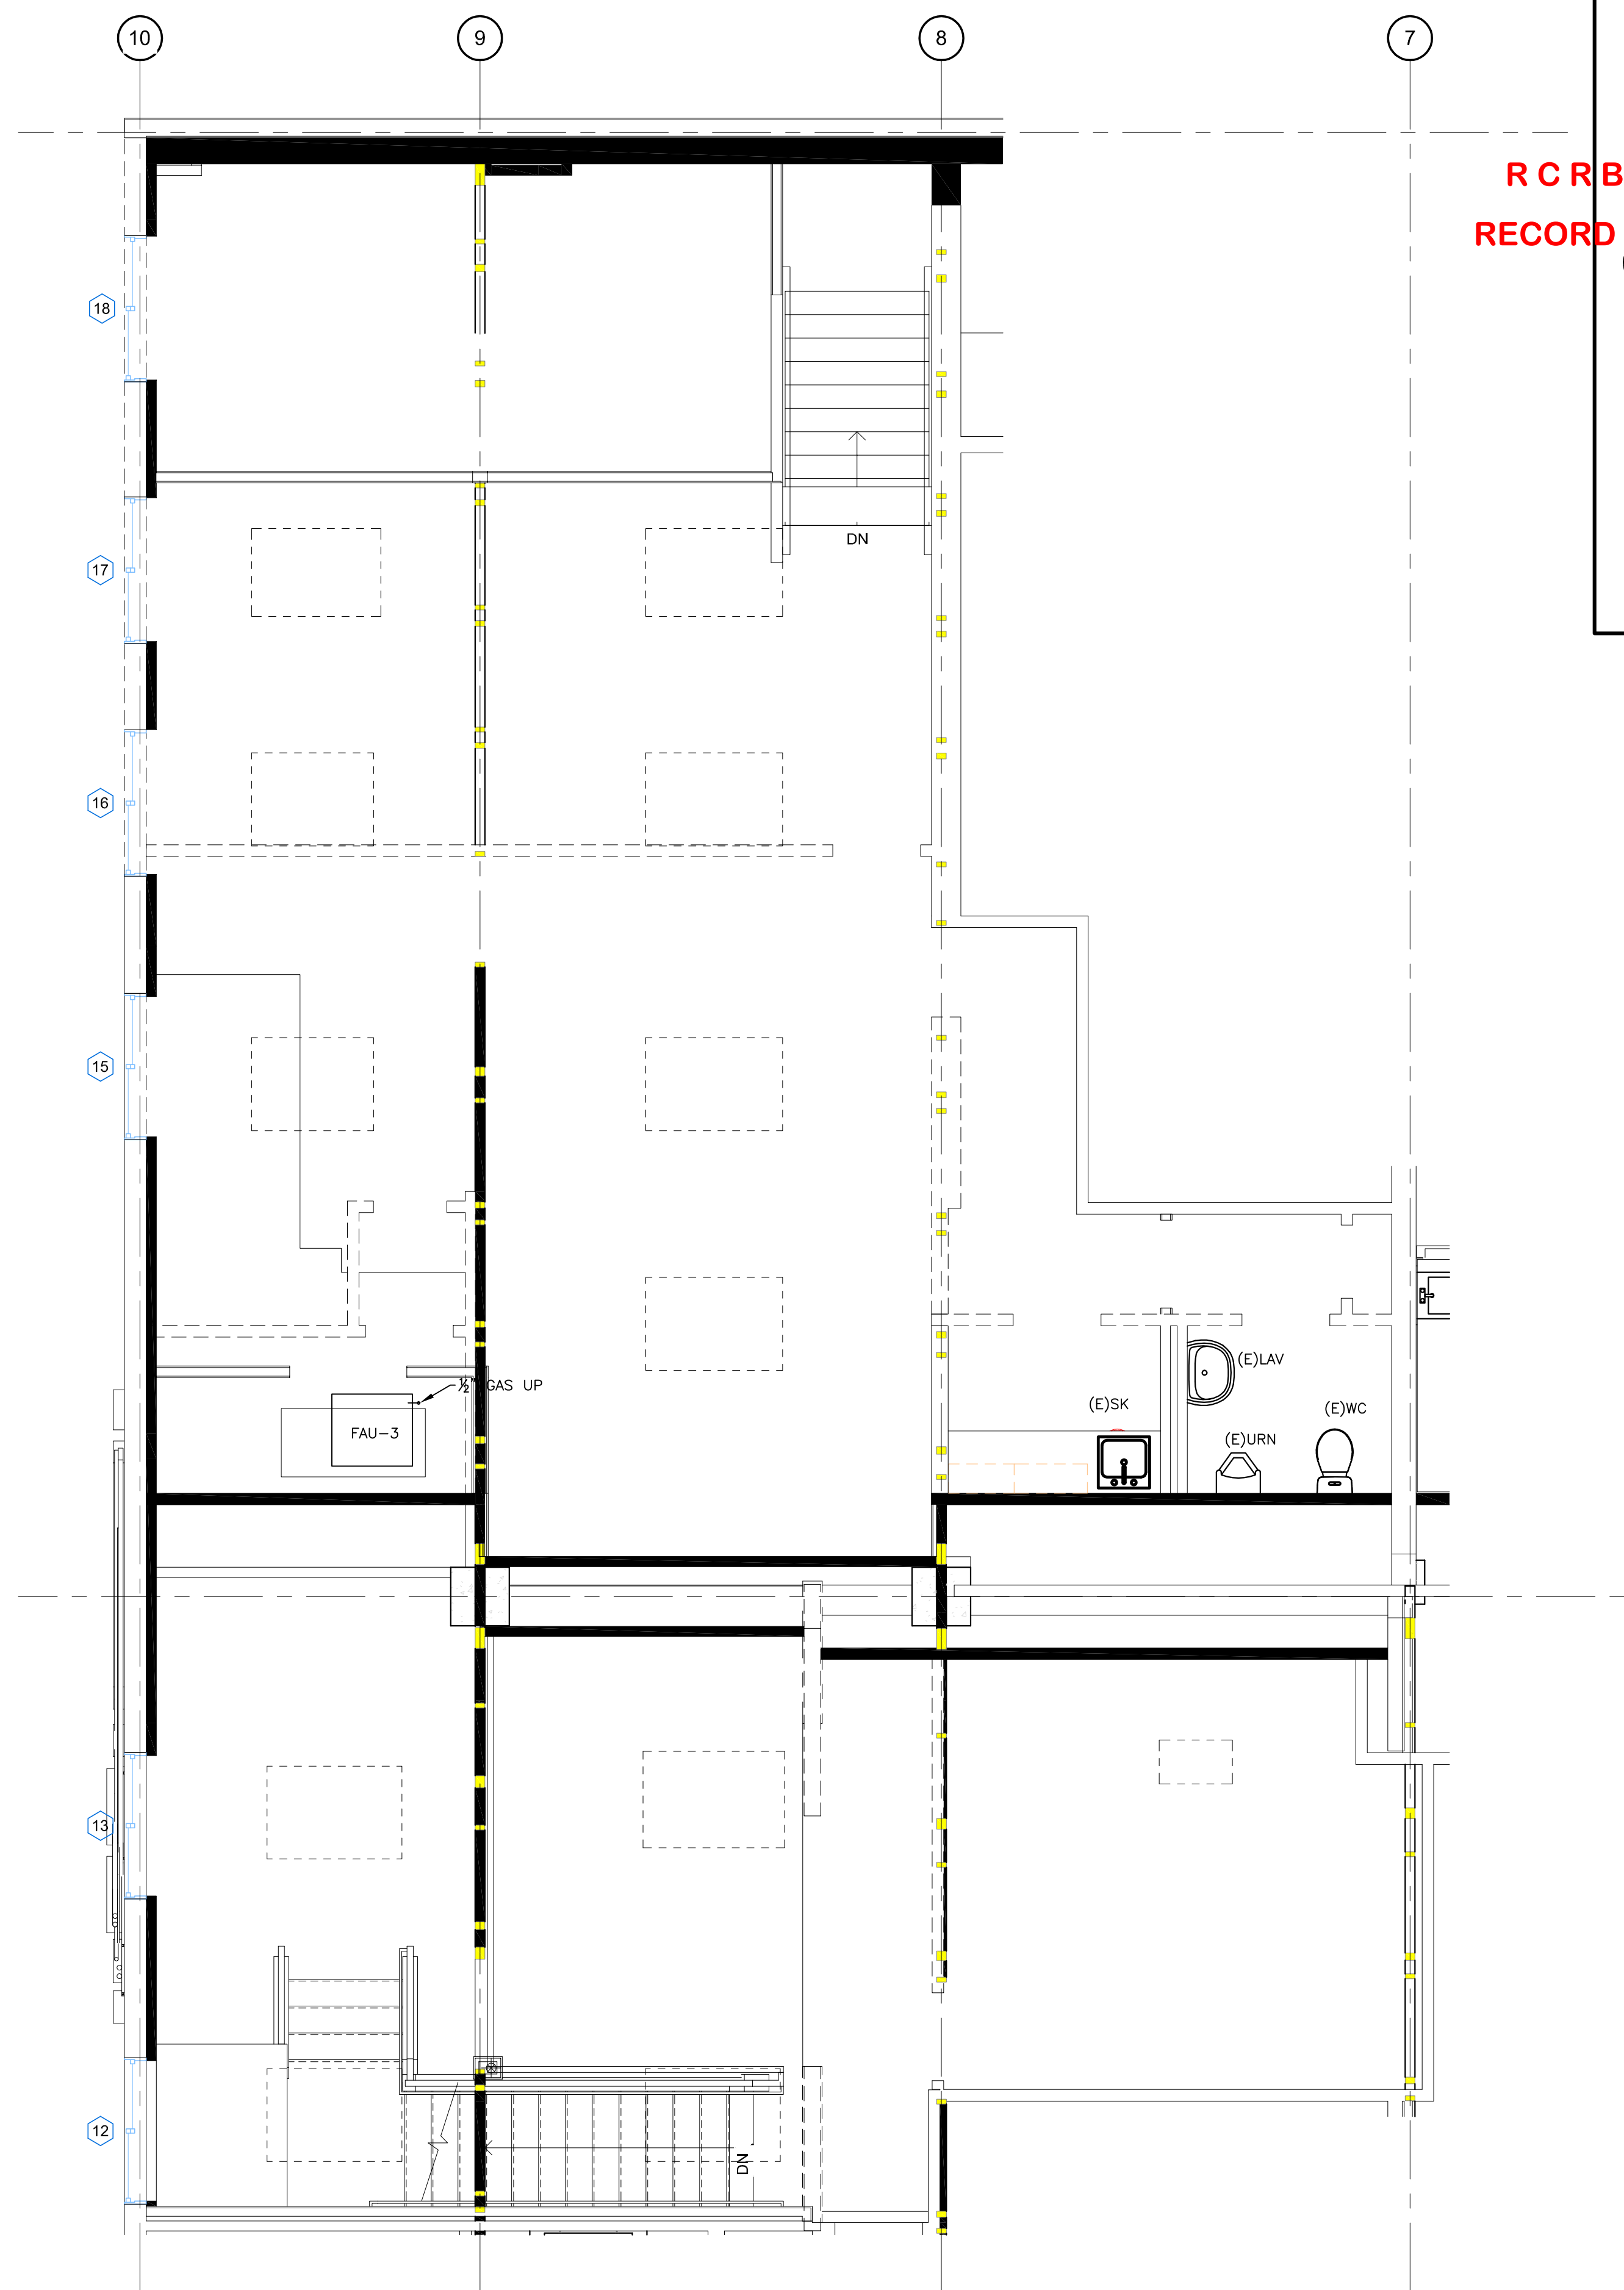 10
9
8
7
R C R B
RECORD
18
DN
17
16
15
½" GAS UP
(E)LAV
(E)SK
(E)WC
FAU-3
(E)URN
13
12
DN